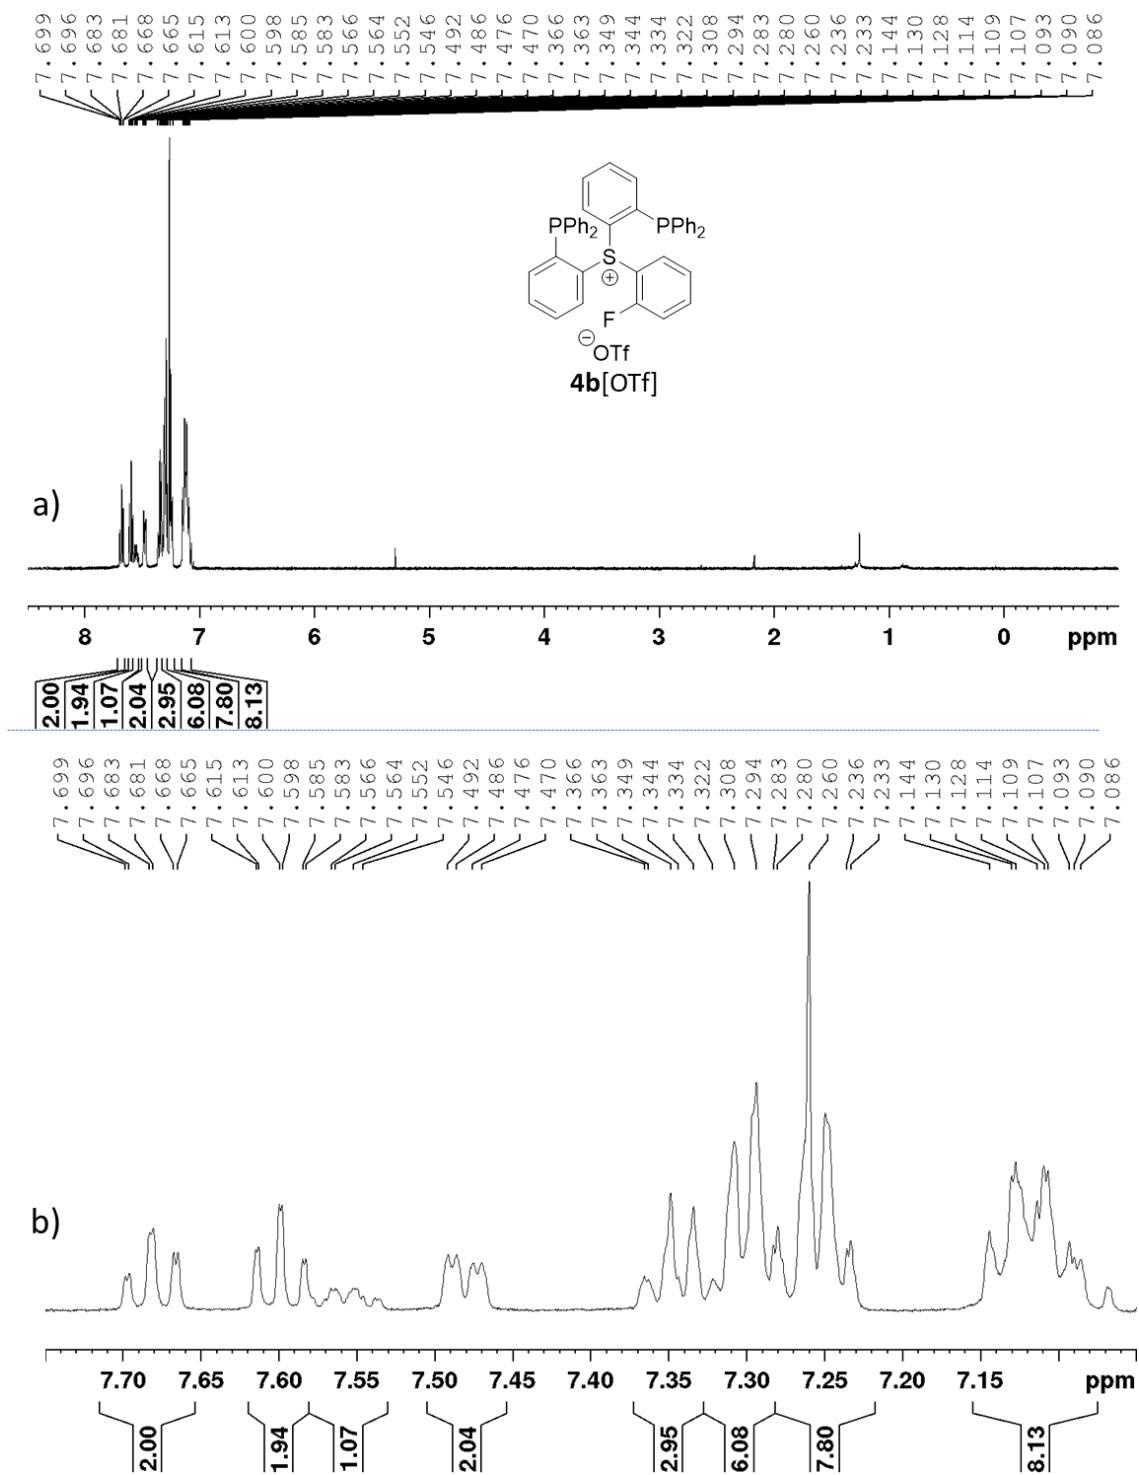 7.699 7.696 7.683 7.681 7.668 7.665 7.615 7.613 7.600 7.598 7.585 7.583 7.566 7.564 7.552 7.546 7.492 7.486 7.476 7.470 7.366 7.363 7.349 7.344 7.334 7.322 7.308 7.294 7.283 7.280 7.260 7.236 7.233 7.144 7.130 7.128 7.114 7.109 7.107 7.093 7.090 7.086
PPh2
PPh2
S
⊕
F
⊖
OTf
4b[OTf]
a)
8 7 6 5 4 3 2 1 0 ppm
2.00 1.94 1.07 2.04 2.95 6.08 7.80 8.13
7.699 7.696 7.683 7.681 7.668 7.665 7.615 7.613 7.600 7.598 7.585 7.583 7.566 7.564 7.552 7.546 7.492 7.486 7.476 7.470 7.366 7.363 7.349 7.344 7.334 7.322 7.308 7.294 7.283 7.280 7.260 7.236 7.233 7.144 7.130 7.128 7.114 7.109 7.107 7.093 7.090 7.086
b)
7.70 7.65 7.60 7.55 7.50 7.45 7.40 7.35 7.30 7.25 7.20 7.15 ppm
2.00 1.94 1.07 2.04 2.95 6.08 7.80 8.13